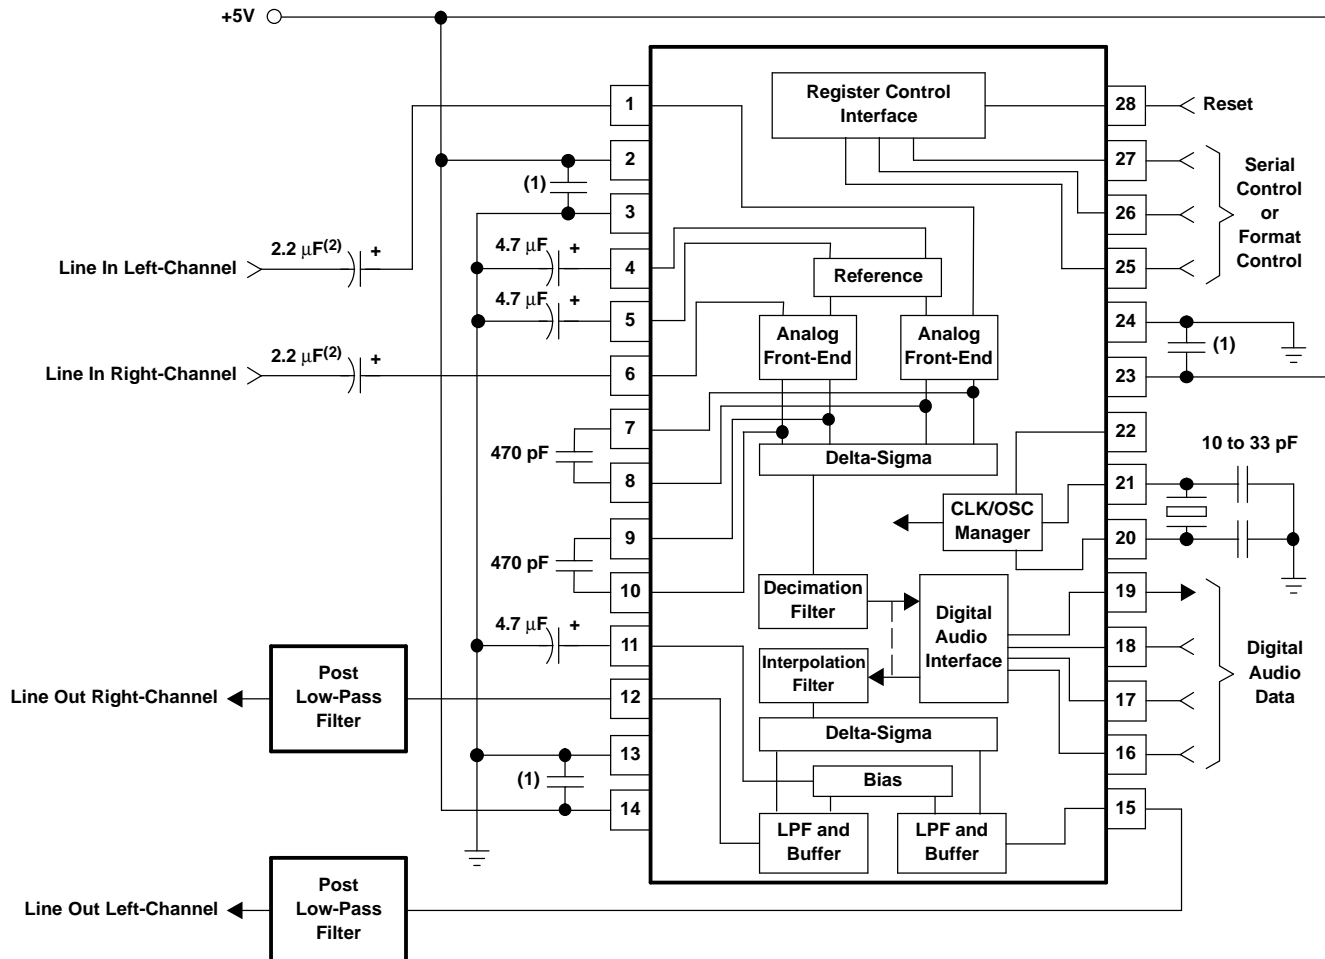 +5V
1
2
3
4
5
6
7
8
9
10
11
12
13
14
28
27
26
25
24
23
22
21
20
19
18
17
16
15
(1)
4.7 μF
+
4.7 μF
+
2.2 μF(2)
+
Line In Left-Channel
2.2 μF(2)
+
Line In Right-Channel
470 pF
470 pF
4.7 μF
+
(1)
Post
Low-Pass
Filter
Line Out Right-Channel
Post
Low-Pass
Filter
Line Out Left-Channel
Register Control
Interface
Reference
Analog
Front-End
Analog
Front-End
Delta-Sigma
CLK/OSC
Manager
Decimation
Filter
Digital
Audio
Interface
Interpolation
Filter
Delta-Sigma
Bias
LPF and
Buffer
LPF and
Buffer
Reset
Serial
Control
or
Format
Control
(1)
10 to 33 pF
Digital
Audio
Data